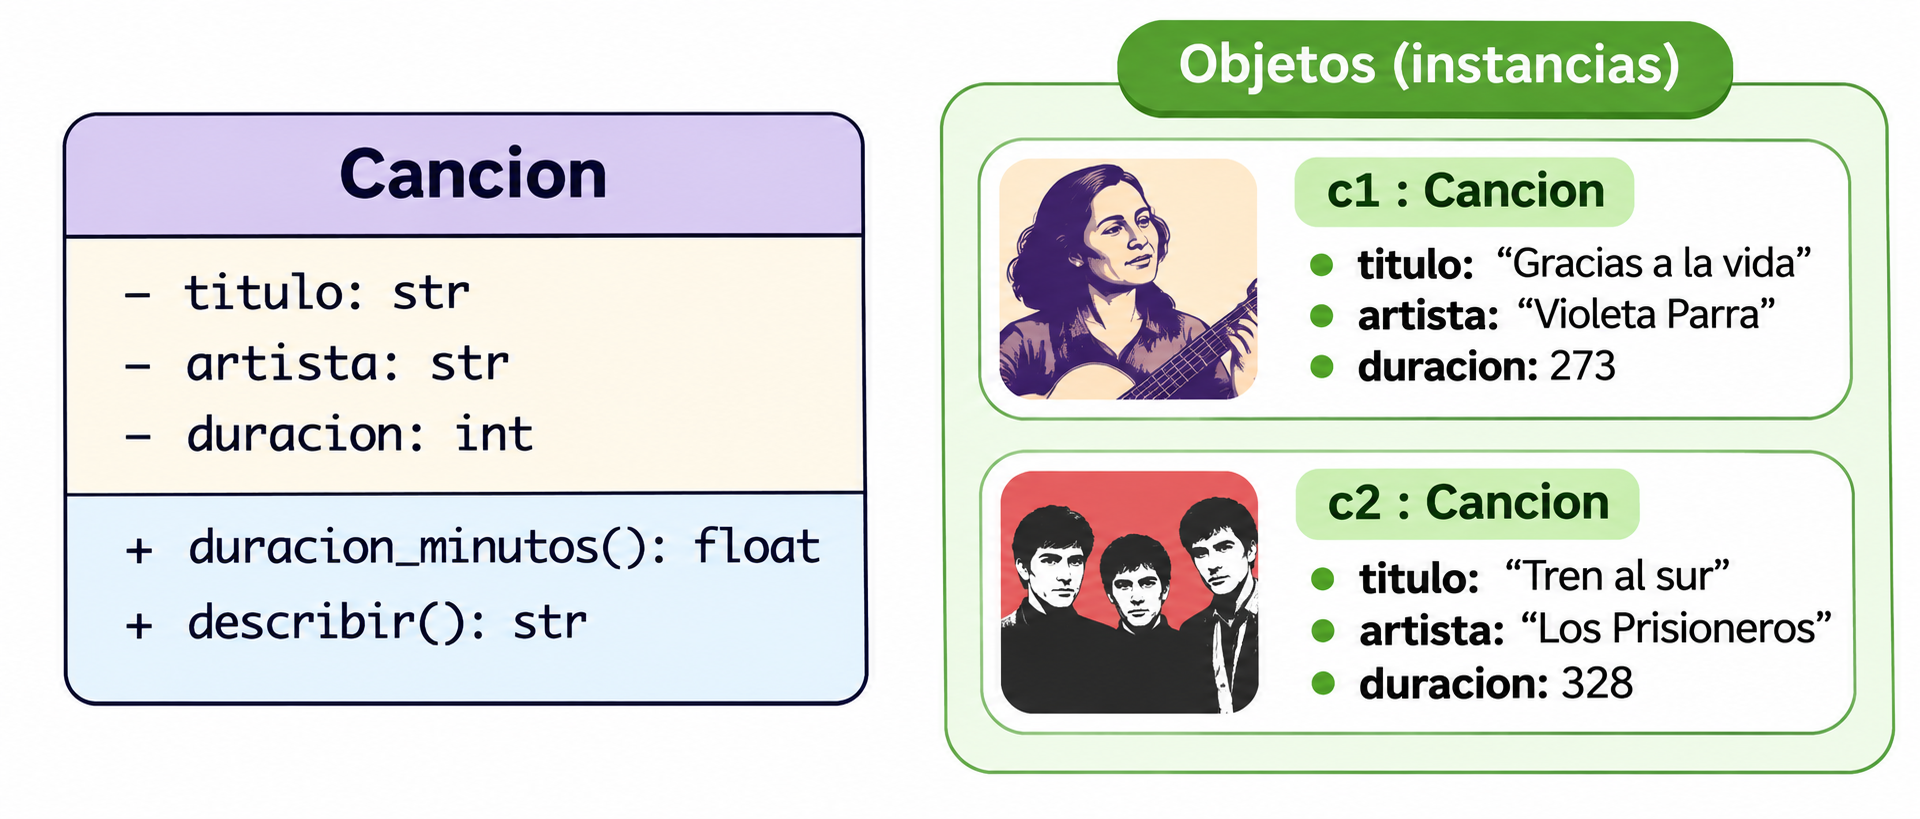 Cancion
– titulo: str
– artista: str
– duracion: int
+ duracion_minutos(): float
+ describir(): str
Objetos (instancias)
c1 : Cancion
● titulo: “Gracias a la vida”
● artista: “Violeta Parra”
● duracion: 273
c2 : Cancion
● titulo: “Tren al sur”
● artista: “Los Prisioneros”
● duracion: 328